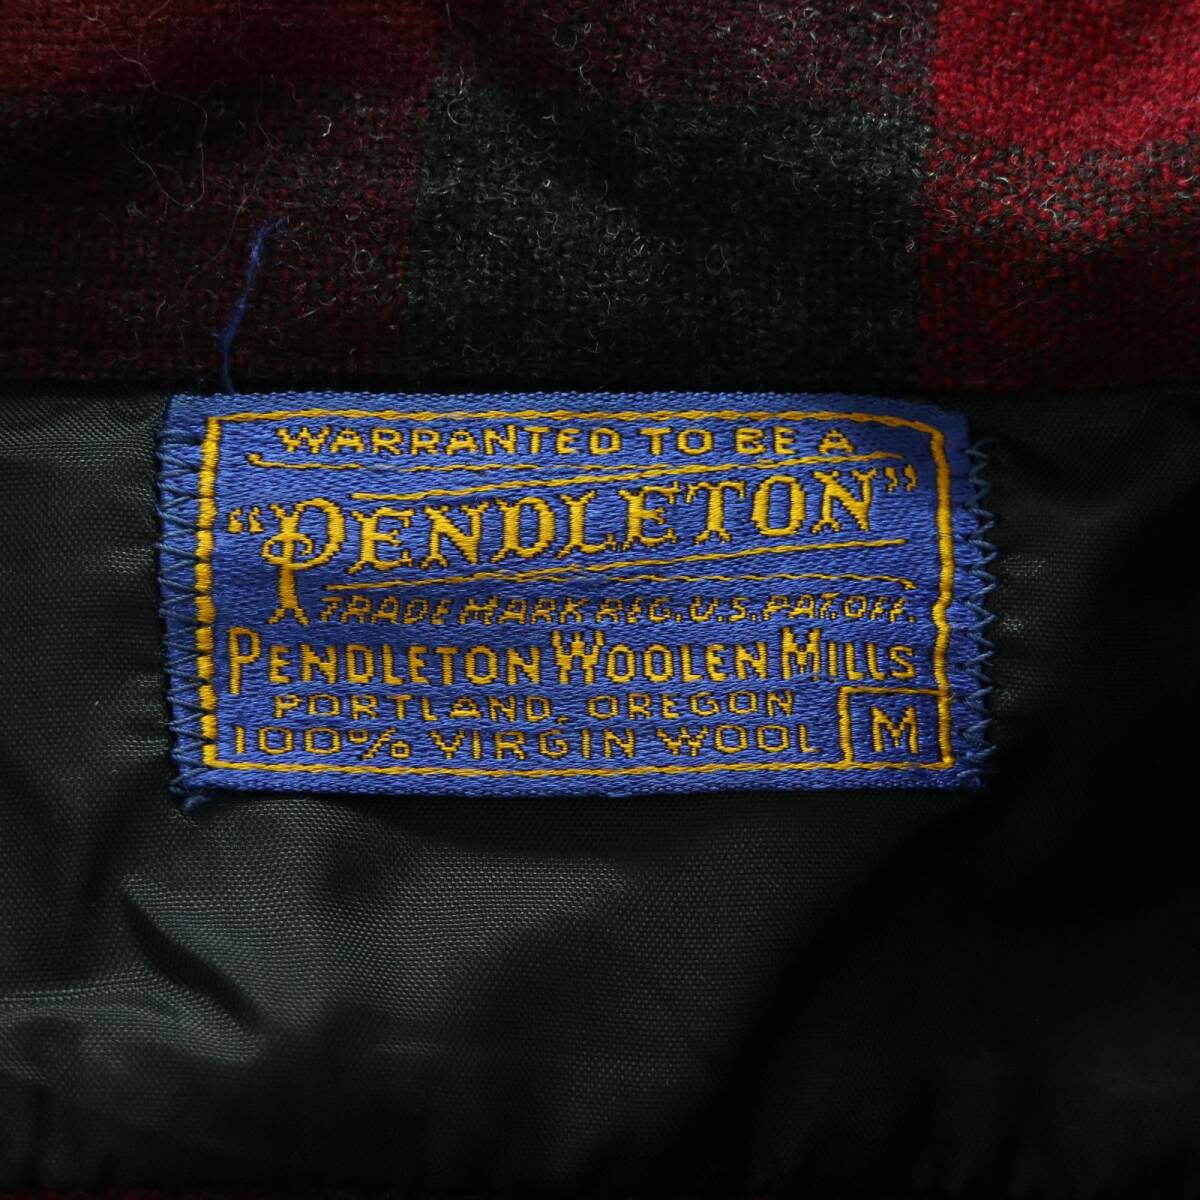 WARRANTED TO BE A
"PENDLETON"
TRADE MARK REG. U.S. PAT. OFF.
PENDLETON WOOLEN MILLS
PORTLAND, OREGON
100% VIRGIN WOOL M